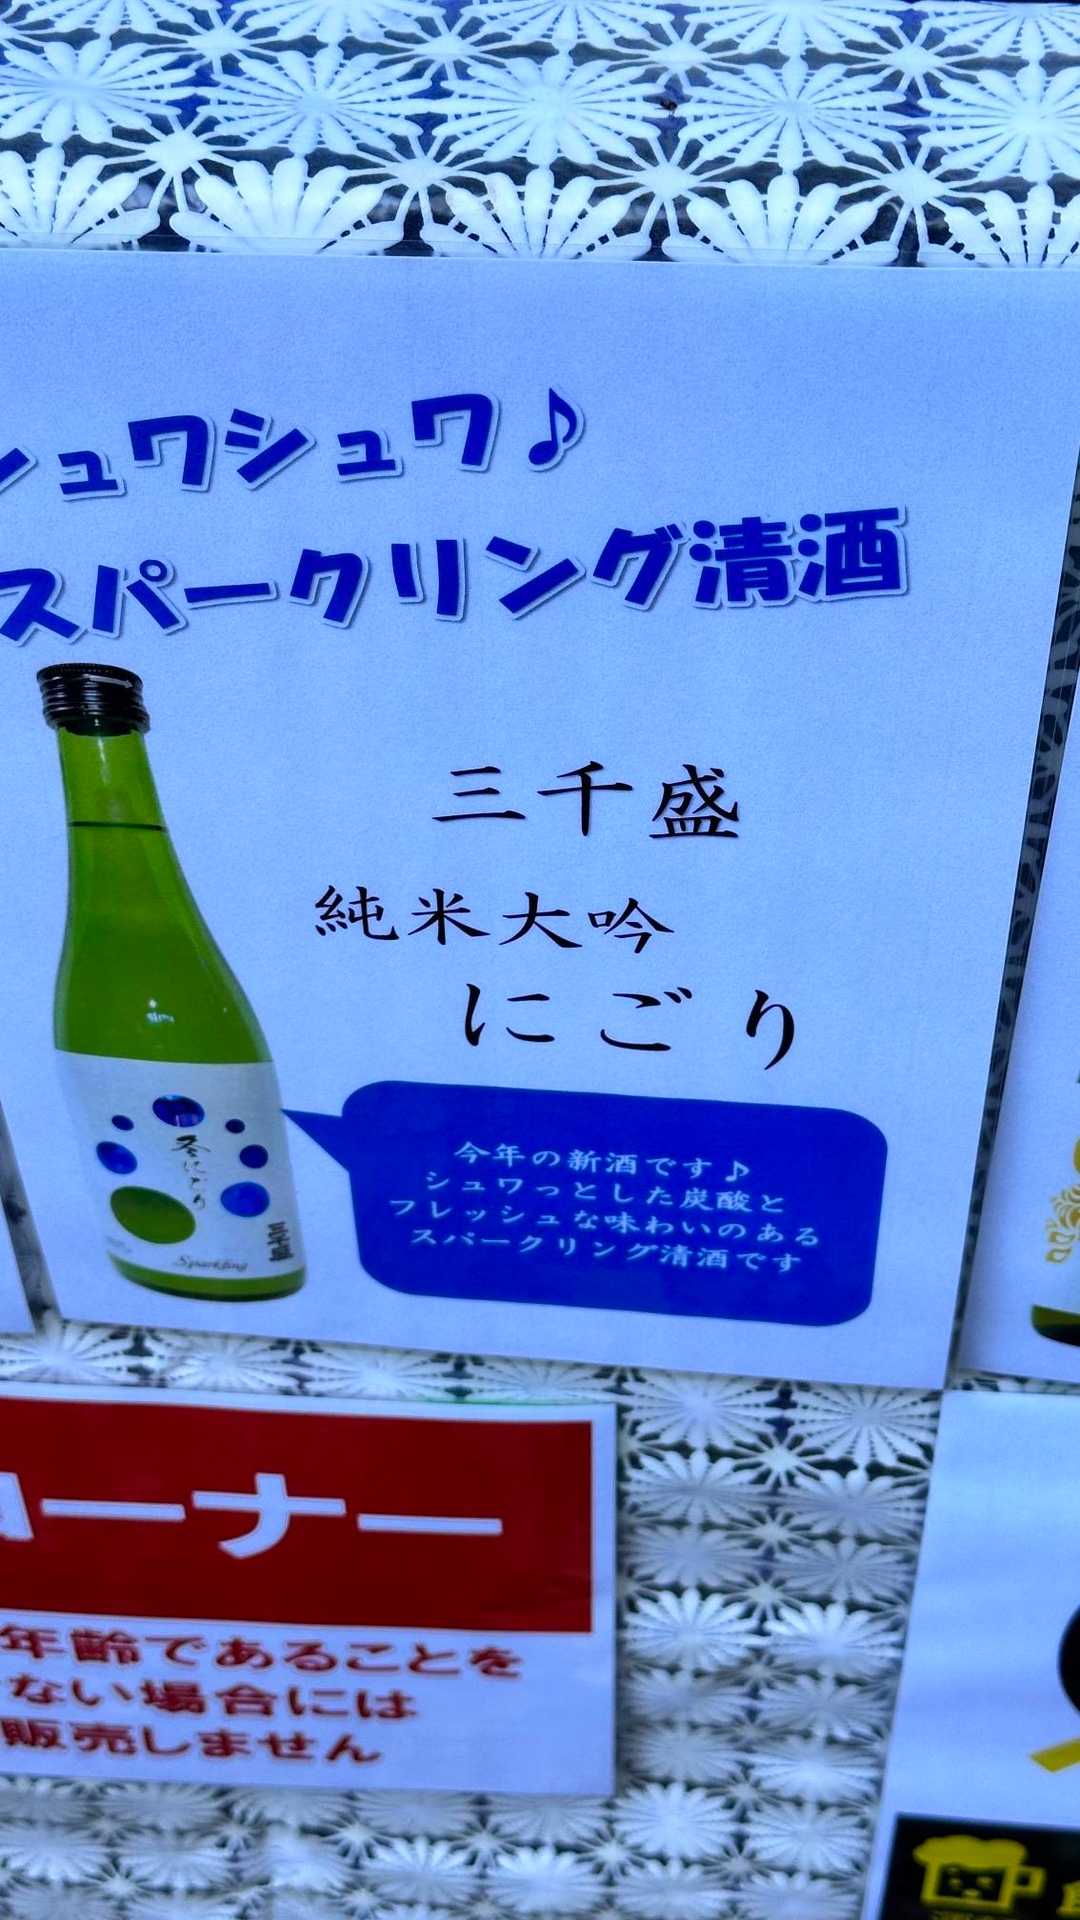 シュワシュワ♪
スパークリング清酒
三千盛
純米大吟
にごり
今年の新酒です♪
シュワっとした炭酸と
フレッシュな味わいのある
スパークリング清酒です
冬にごり
三千盛
Sparkling
コーナー
年齢であることを
ない場合には
販売しません